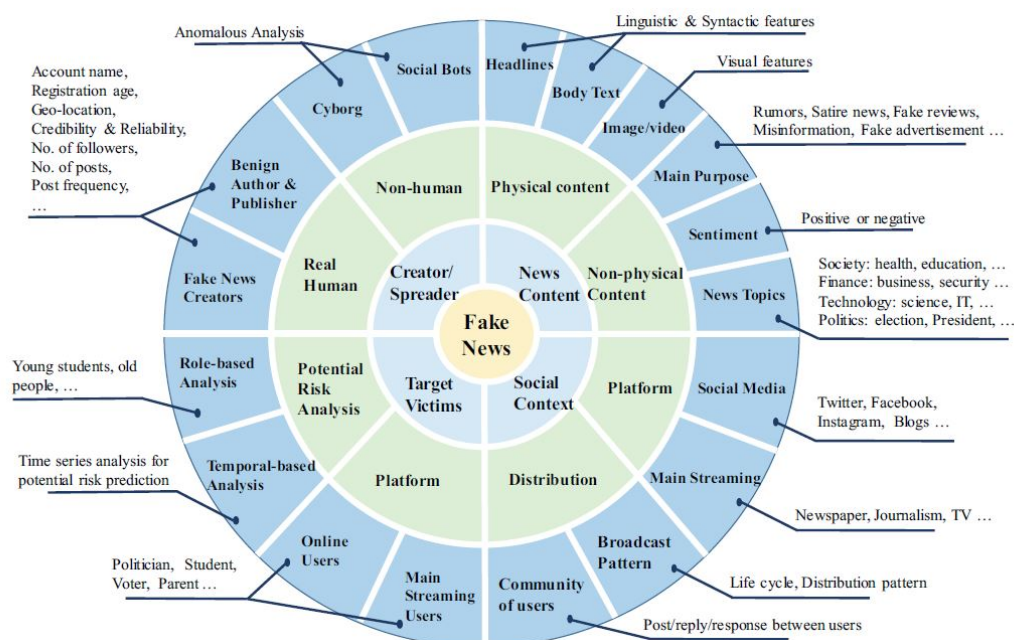 Anomalous Analysis
Linguistic & Syntactic features
Visual features
Account name,
Registration age,
Geo-location,
Credibility & Reliability,
No. of followers,
No. of posts,
Post frequency,
…
Rumors, Satire news, Fake reviews,
Misinformation, Fake advertisement …
Positive or negative
Society: health, education, …
Finance: business, security …
Technology: science, IT, …
Politics: election, President, …
Social Bots
Headlines
Cyborg
Body Text
Image/video
Benign
Author &
Publisher
Non-human
Physical content
Main Purpose
Sentiment
Fake News
Creators
Real
Human
Creator/
Spreader
News
Content
Non-physical
Content
News Topics
Fake
News
Role-based
Analysis
Potential
Risk
Analysis
Target
Victims
Social
Context
Platform
Social Media
Young students, old
people, …
Twitter, Facebook,
Instagram, Blogs …
Temporal-based
Analysis
Platform
Distribution
Main Streaming
Time series analysis for
potential risk prediction
Newspaper, Journalism, TV …
Online
Users
Main
Streaming
Users
Community
of users
Broadcast
Pattern
Politician, Student,
Voter, Parent …
Life cycle, Distribution pattern
Post/reply/response between users